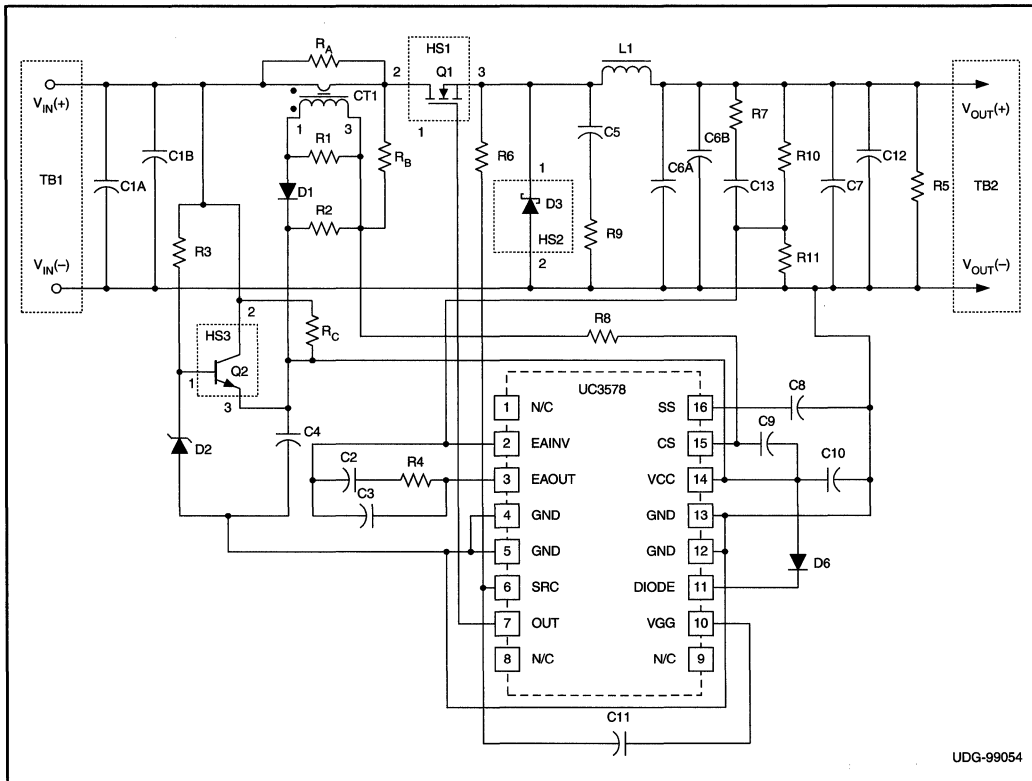 R_A
HS1
L1
2
Q1
3
V_IN(+)
CT1
V_OUT(+)
1
3
1
R7
C5
C6B
R1
R_B
R6
R10
C1B
C12
TB1
C1A
1
C6A
C13
C7
R5
TB2
D1
D3
R2
HS2
R9
R3
R11
V_IN(-)
2
V_OUT(-)
2
R_C
R8
HS3
Q2
UC3578
C8
1
1
N/C
SS
16
3
C4
C9
D2
2
EAINV
CS
15
C10
C2
R4
3
EAOUT
VCC
14
C3
4
GND
GND
13
5
GND
GND
12
D6
6
SRC
DIODE
11
7
OUT
VGG
10
8
N/C
N/C
9
C11
UDG-99054